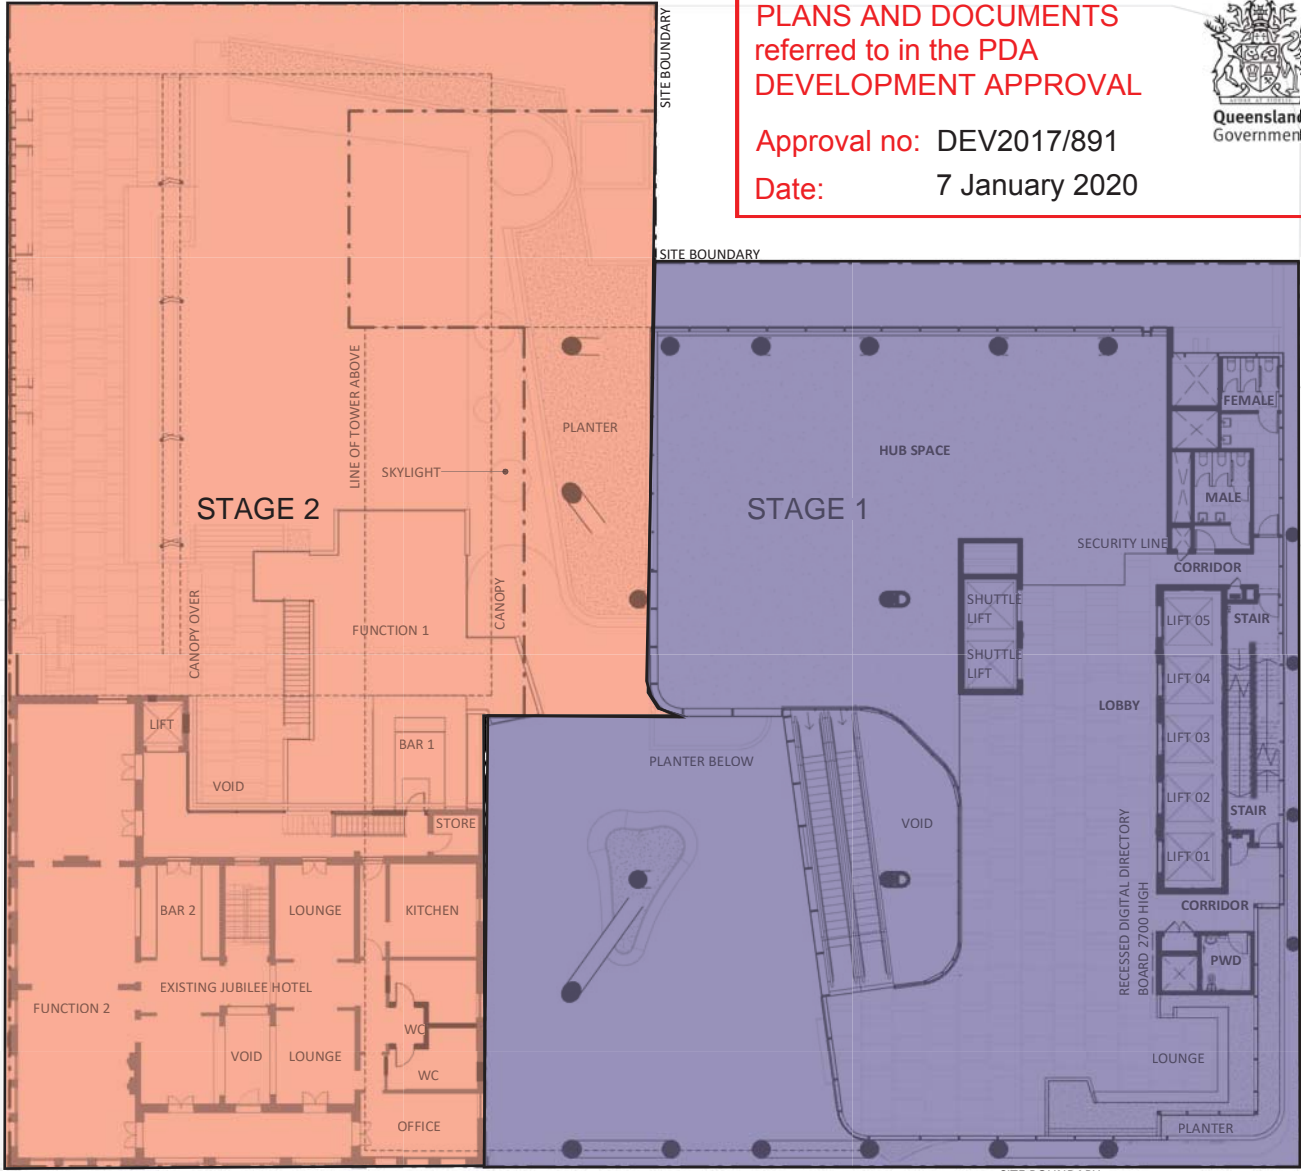 PLANS AND DOCUMENTS
referred to in the PDA
DEVELOPMENT APPROVAL
Approval no: DEV2017/891
Date: 7 January 2020
Queensland
Government
SITE BOUNDARY
SITE BOUNDARY
LINE OF TOWER ABOVE
PLANTER
SKYLIGHT
STAGE 2
CANOPY OVER
CANOPY
FUNCTION 1
LIFT
BAR 1
VOID
STORE
BAR 2
LOUNGE
KITCHEN
EXISTING JUBILEE HOTEL
FUNCTION 2
WC
VOID
LOUNGE
WC
OFFICE
HUB SPACE
STAGE 1
FEMALE
MALE
SECURITY LINE
CORRIDOR
SHUTTLE
LIFT
SHUTTLE
LIFT
LIFT 05
STAIR
LIFT 04
LOBBY
LIFT 03
LIFT 02
STAIR
LIFT 01
PLANTER BELOW
VOID
RECESSED DIGITAL DIRECTORY
BOARD 2700 HIGH
CORRIDOR
PWD
LOUNGE
PLANTER